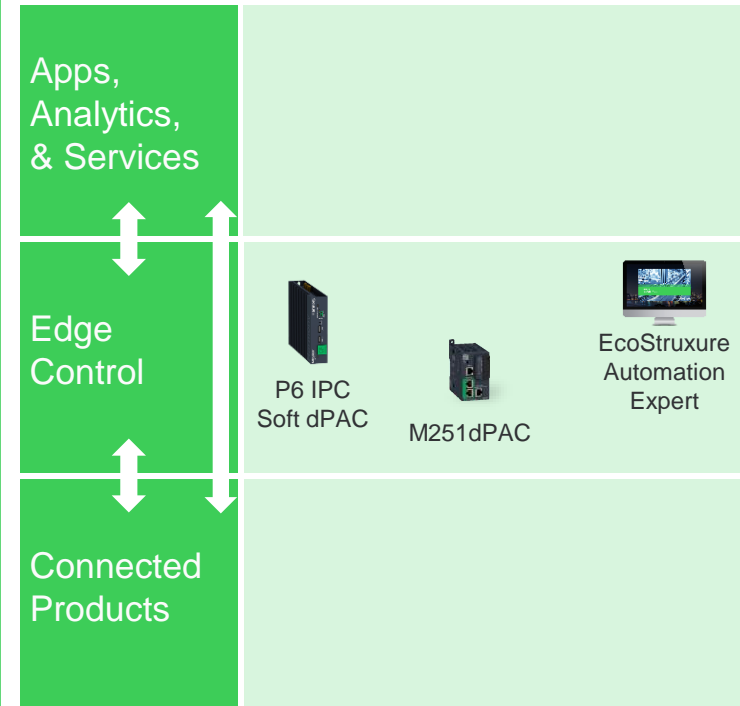 Apps,
Analytics,
& Services
Edge
Control
P6 IPC
Soft dPAC
M251dPAC
EcoStruxure
Automation
Expert
Connected
Products